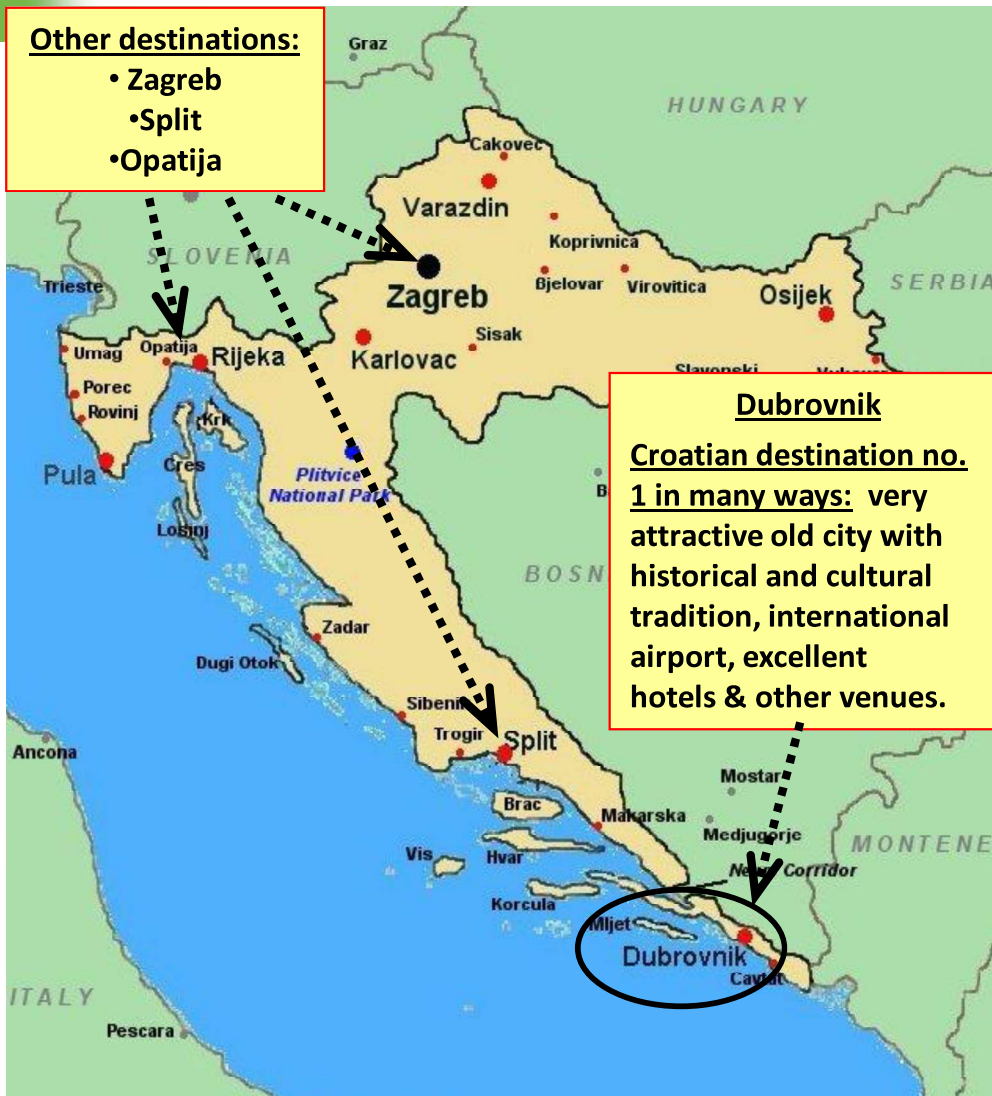 Other destinations:
• Zagreb
•Split
•Opatija
Graz
HUNGARY
Cakovec
Varazdin
Koprivnica
SLOVENIA
Trieste
Zagreb
Bjelovar
Virovitica
Osijek
SERBIA
Umag
Opatija
Rijeka
Karlovac
Sisak
Slavonski
Porec
Rovinj
Krk
Pula
Cres
Losinj
Plitvice
National Park
Dubrovnik
Croatian destination no.
1 in many ways: very
attractive old city with
historical and cultural
tradition, international
airport, excellent
hotels & other venues.
B
BOSN
Zadar
Dugi Otok
Sibenik
Trogir
Split
Ancona
Mostar
Brac
Makarska
Medjugorje
MONTENE
Vis
Hvar
Corridor
Korcula
Mljet
Dubrovnik
Cavtat
ITALY
Pescara